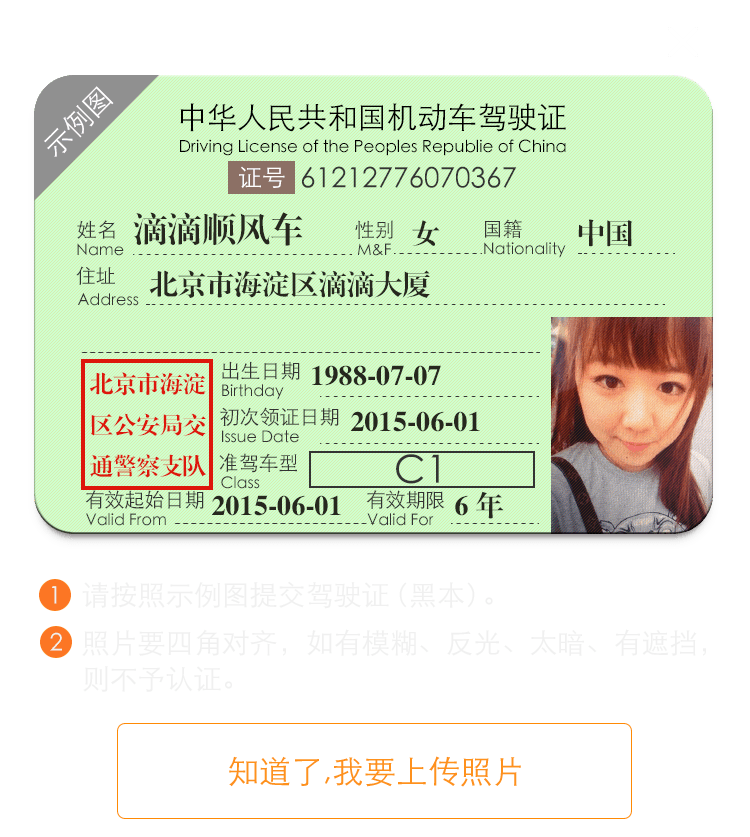 示例图
中华人民共和国机动车驾驶证
Driving License of the Peoples Republie of China
证号 61212776070367
姓名 滴滴顺风车 性别 女 国籍 中国
Name M&F. Nationality
住址 北京市海淀区滴滴大厦
Address
北京市海淀
区公安局交
通警察支队
出生日期 1988-07-07
Birthday
初次领证日期 2015-06-01
Issue Date
准驾车型 C1
Class
有效起始日期 2015-06-01 有效期限 6 年
Valid From Valid For
1 请按照示例图提交驾驶证（黑本）。
2 照片要四角对齐，如有模糊、反光、太暗、有遮挡，
则不予认证。
知道了,我要上传照片